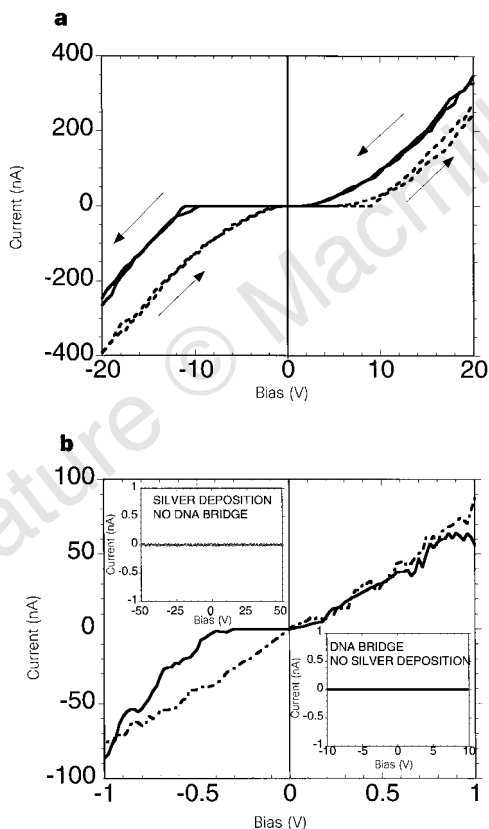 a
400
200
0
-200
-400
Current (nA)
-20
-10
0
10
20
Bias (V)
b
100
50
0
-50
-100
Current (nA)
SILVER DEPOSITION
NO DNA BRIDGE
1
0.5
0
-0.5
-1
Current (nA)
-50 -25 0 25 50
Bias (V)
DNA BRIDGE
NO SILVER DEPOSITION
1
0.5
0
-0.5
-1
Current (nA)
-10 -5 0 5 10
Bias (V)
-1 -0.5 0 0.5 1
Bias (V)
ature © Macmill